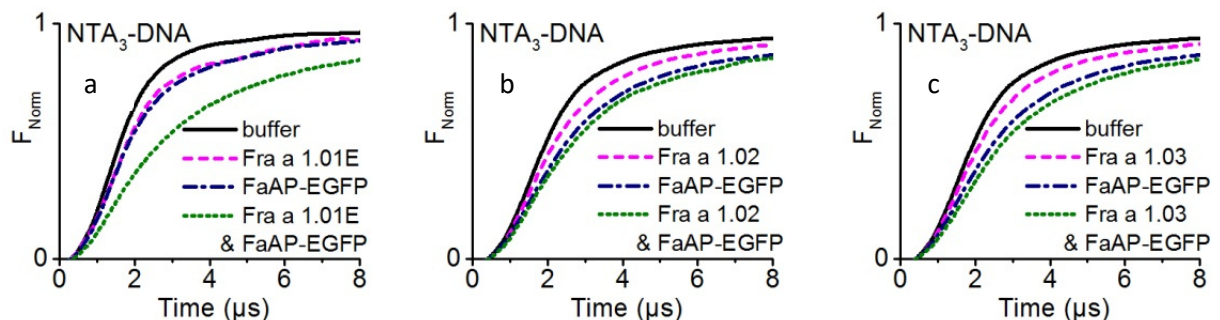 1
NTA₃-DNA
a
F_Norm
buffer
Fra a 1.01E
FaAP-EGFP
Fra a 1.01E
& FaAP-EGFP
0
0 2 4 6 8
Time (µs)
1
NTA₃-DNA
b
F_Norm
buffer
Fra a 1.02
FaAP-EGFP
Fra a 1.02
& FaAP-EGFP
0
0 2 4 6 8
Time (µs)
1
NTA₃-DNA
c
F_Norm
buffer
Fra a 1.03
FaAP-EGFP
Fra a 1.03
& FaAP-EGFP
0
0 2 4 6 8
Time (µs)